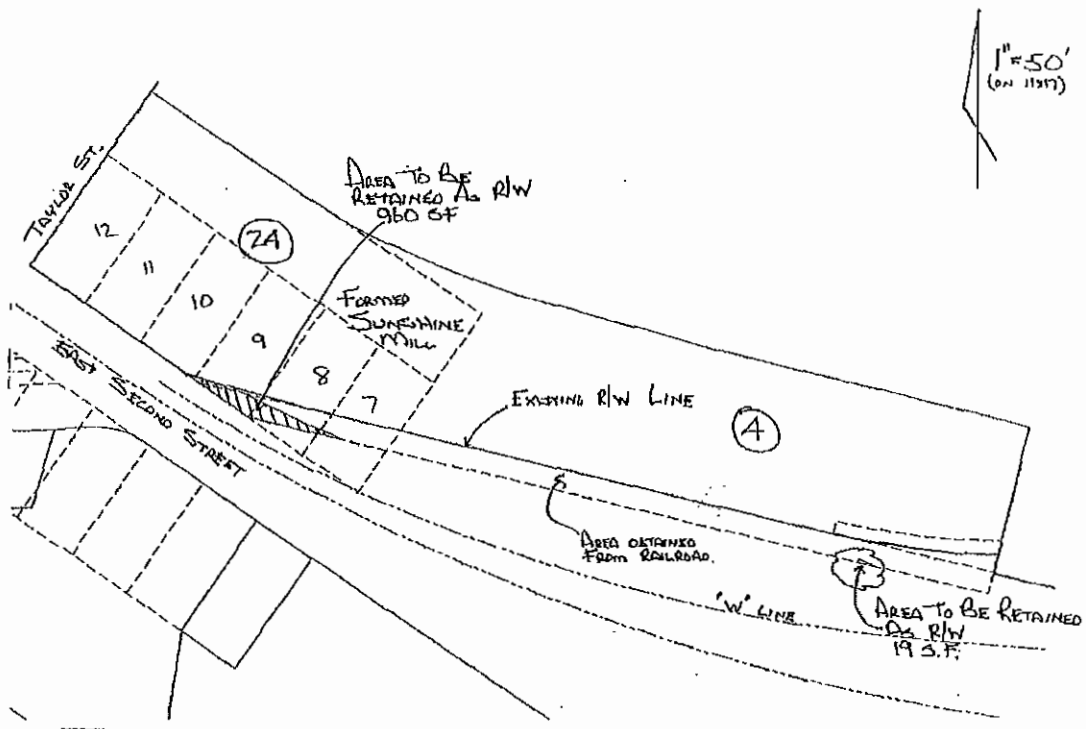 1"=50'
(ON 11x17)
TAYLOR ST.
AREA TO BE
RETAINED AS R/W
960 SF
2A
12
11
10
9
8
7
FORMER
SUNSHINE
MILL
EAST SECOND STREET
EXISTING R/W LINE
4
AREA OBTAINED
FROM RAILROAD.
'W' LINE
AREA TO BE RETAINED
AS R/W
19 S.F.